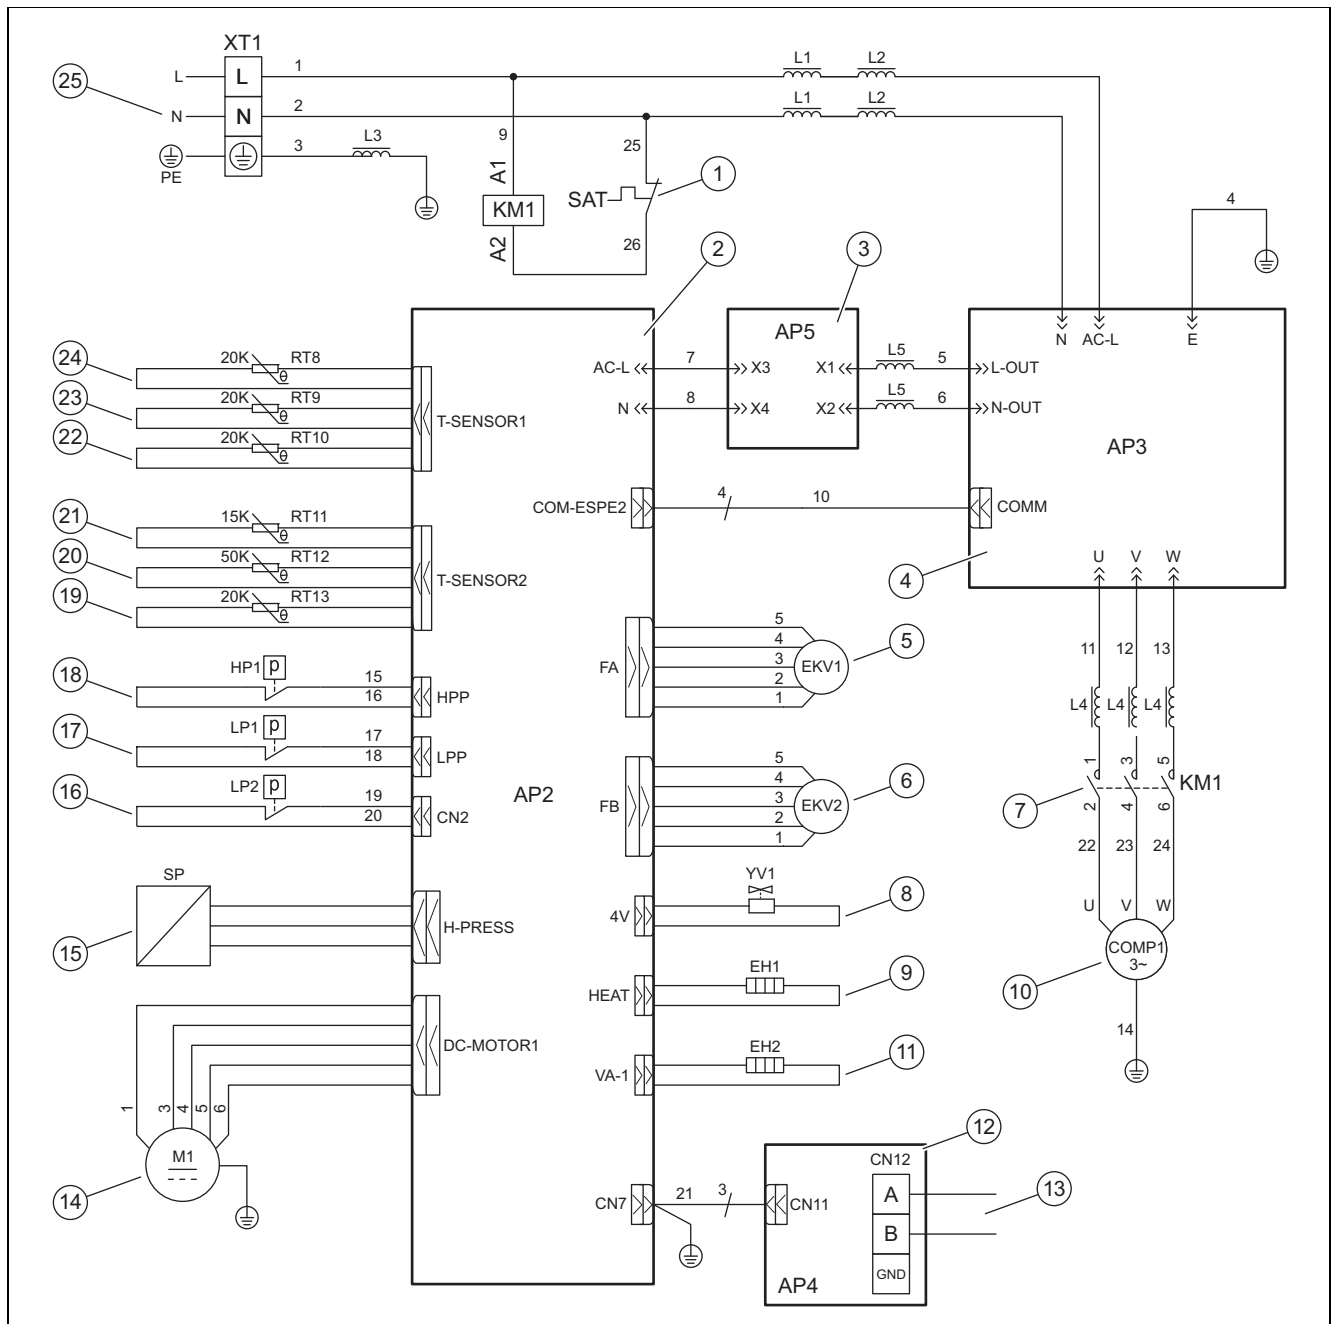 XT1
25
L
L
1
L1
L2
N
N
2
L1
L2
PE
3
L3
9
A1
KM1
A2
25
SAT
26
1
4
2
3
AP5
N
AC-L
E
24
20K
RT8
23
20K
RT9
22
20K
RT10
T-SENSOR1
AC-L
7
X3
X1
L5
5
L-OUT
N
8
X4
X2
L5
6
N-OUT
AP3
21
15K
RT11
20
50K
RT12
19
20K
RT13
T-SENSOR2
COM-ESPE2
4
10
COMM
4
U
V
W
18
HP1
p
15
16
HPP
17
LP1
p
17
18
LPP
16
LP2
p
19
20
CN2
AP2
FA
5
4
3
2
1
EKV1
5
FB
5
4
3
2
1
EKV2
6
11
12
13
L4
L4
L4
1
3
5
KM1
7
2
4
6
22
23
24
U
V
W
COMP1
3~
10
14
SP
15
H-PRESS
4V
YV1
8
HEAT
EH1
9
VA-1
EH2
11
DC-MOTOR1
1
3
4
5
6
M1
14
CN7
21
3
CN11
12
CN12
A
B
GND
13
AP4